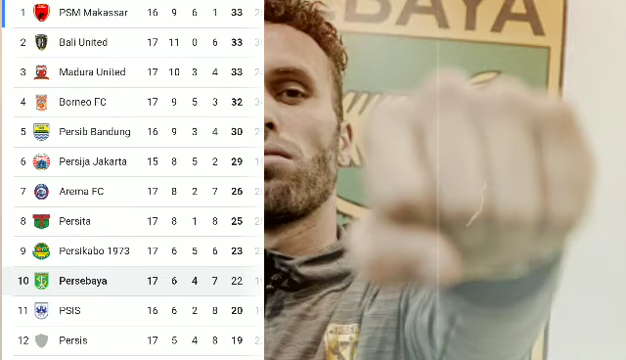 1 PSM Makassar 16 9 6 1 33
2 Bali United 17 11 0 6 33
3 Madura United 17 10 3 4 33
4 Borneo FC 17 9 5 3 32
5 Persib Bandung 16 9 3 4 30
6 Persija Jakarta 15 8 5 2 29
7 Arema FC 17 8 2 7 26
8 Persita 17 8 1 8 25
9 Persikabo 1973 17 6 5 6 23
10 Persebaya 17 6 4 7 22
11 PSIS 16 6 2 8 20
12 Persis 17 5 4 8 19
EBAYA